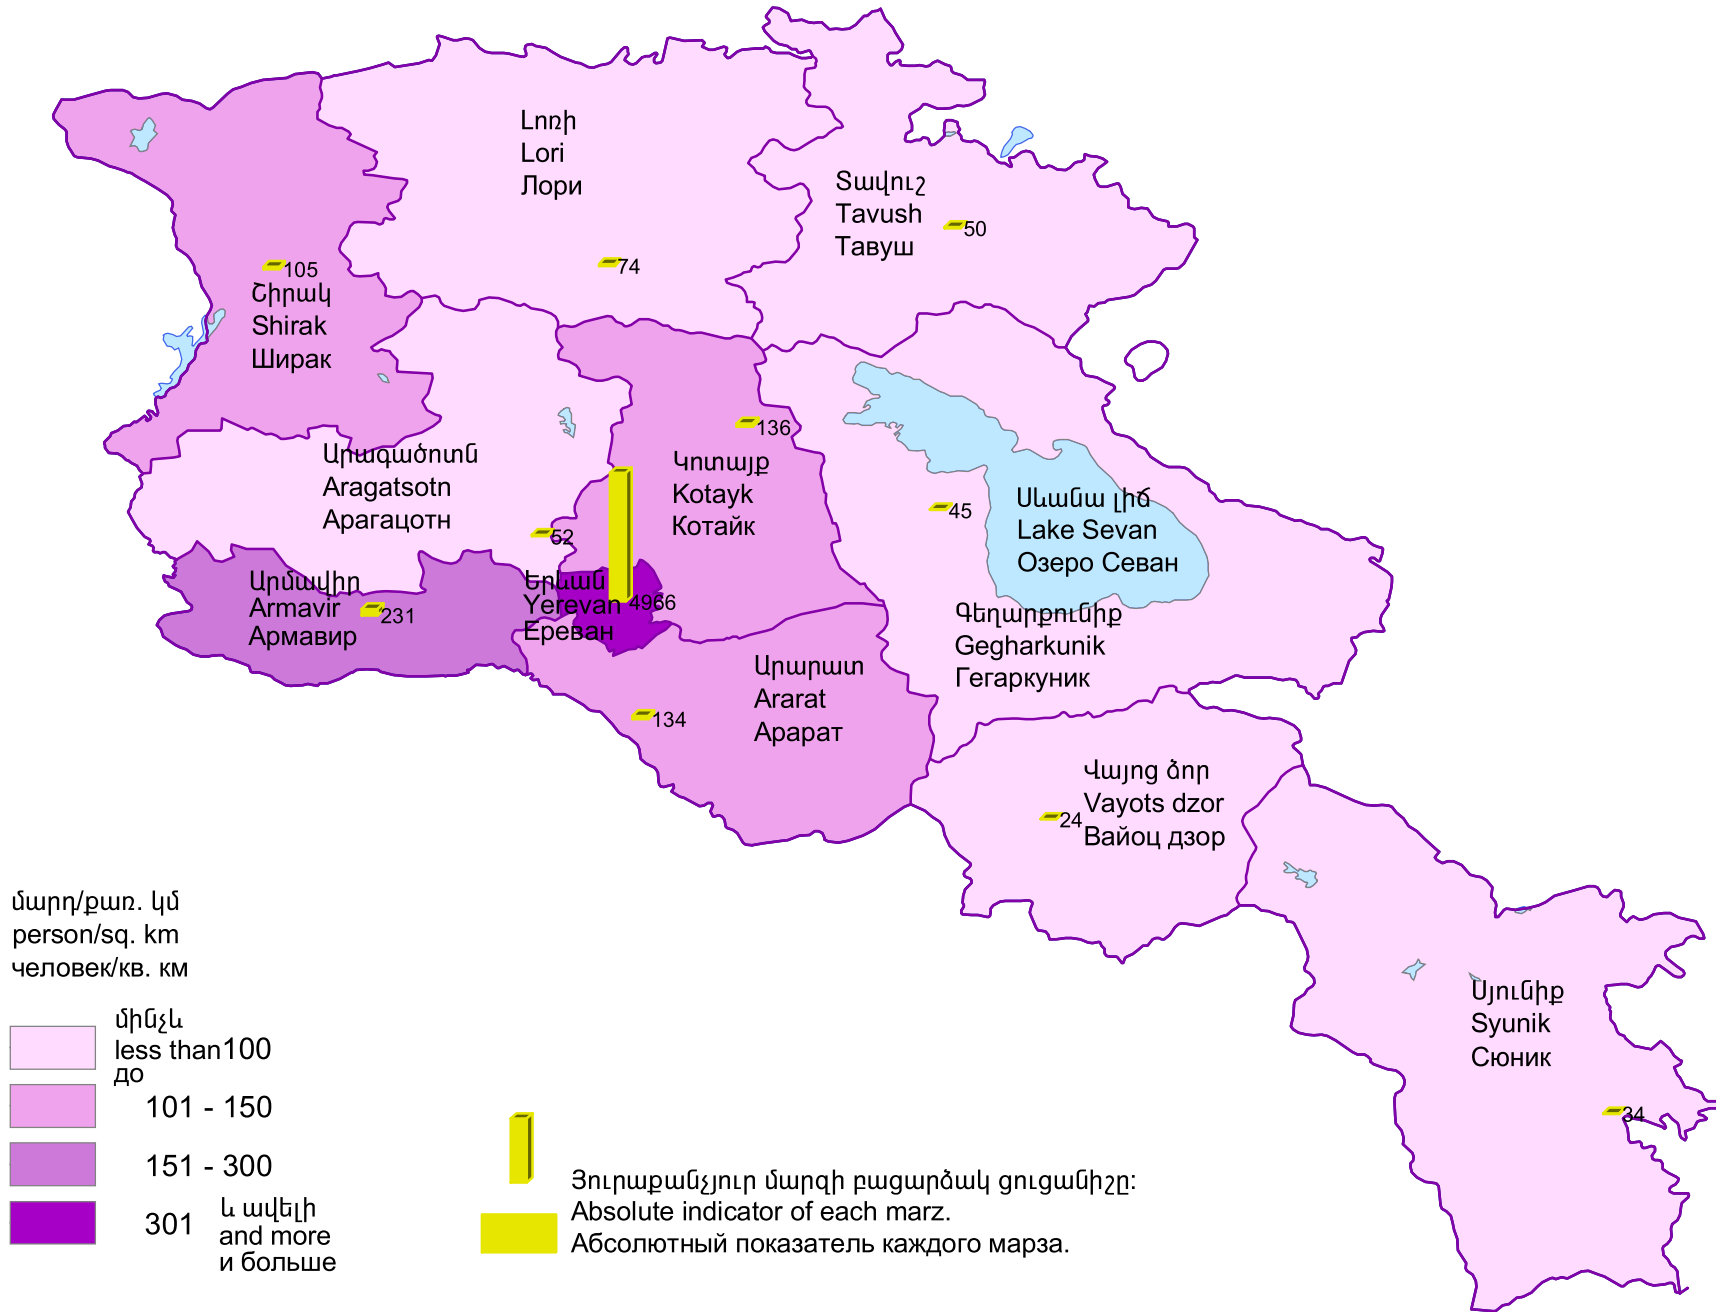 Լոռի
Lori
Лори
Տավուշ
Tavush
Тавуш
50
105
Շիրակ
Shirak
Ширак
74
136
Կոտայք
Kotayk
Котайк
Արագածոտն
Aragatsotn
Арагацотн
52
45
Սևանա լիճ
Lake Sevan
Озеро Севан
Արմավիր
Armavir
Армавир
231
Երևան
Yerevan
Ереван
4966
Գեղարքունիք
Gegharkunik
Гегаркуник
Արարատ
Ararat
Арарат
134
Վայոց ձոր
Vayots dzor
Вайоц дзор
24
Սյունիք
Syunik
Сюник
34
մարդ/քառ. կմ
person/sq. km
человек/кв. км
մինչև
less than 100
до
101 - 150
151 - 300
301
և ավելի
and more
и больше
Յուրաքանչյուր մարզի բացարձակ ցուցանիշը:
Absolute indicator of each marz.
Абсолютный показатель каждого марза.